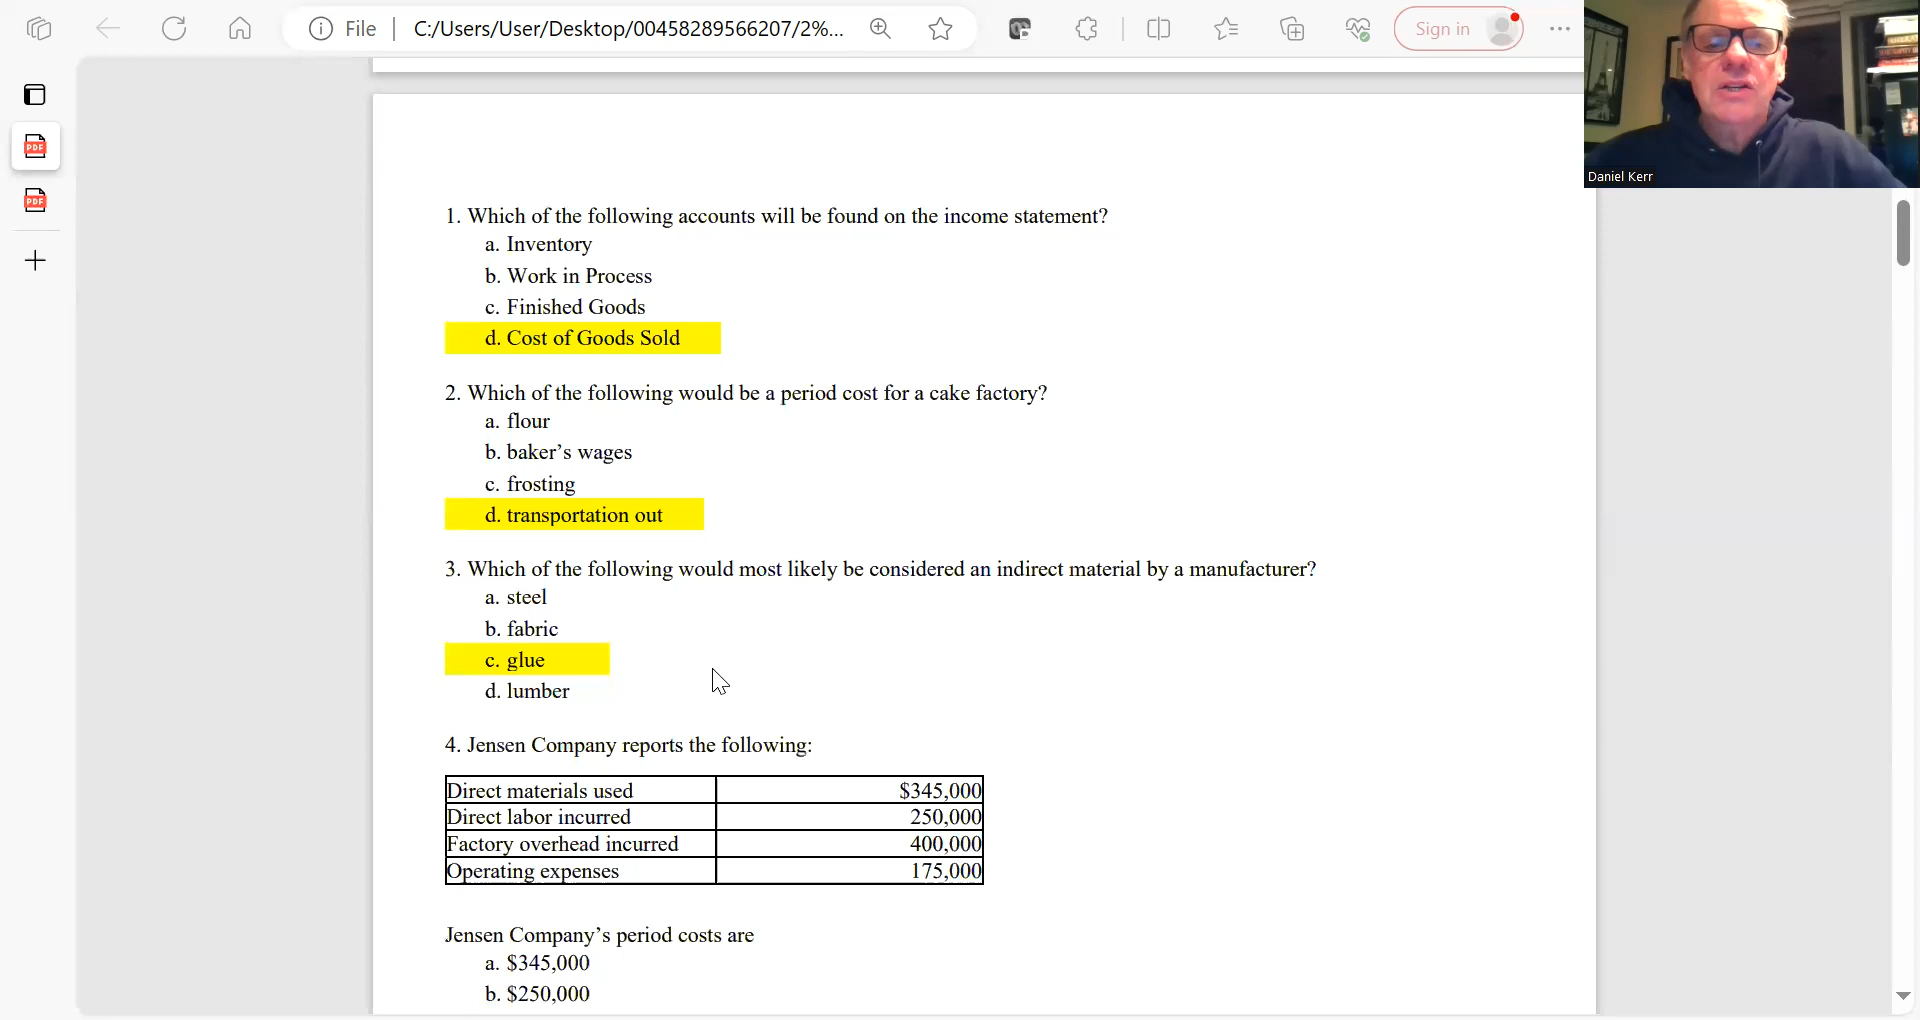 File
C:/Users/User/Desktop/00458289566207/2%...
Sign in
Daniel Kerr
PDF
PDF
1. Which of the following accounts will be found on the income statement?
a. Inventory
b. Work in Process
c. Finished Goods
d. Cost of Goods Sold
2. Which of the following would be a period cost for a cake factory?
a. flour
b. baker’s wages
c. frosting
d. transportation out
3. Which of the following would most likely be considered an indirect material by a manufacturer?
a. steel
b. fabric
c. glue
d. lumber
4. Jensen Company reports the following:
Direct materials used $345,000
Direct labor incurred 250,000
Factory overhead incurred 400,000
Operating expenses 175,000
Jensen Company’s period costs are
a. $345,000
b. $250,000